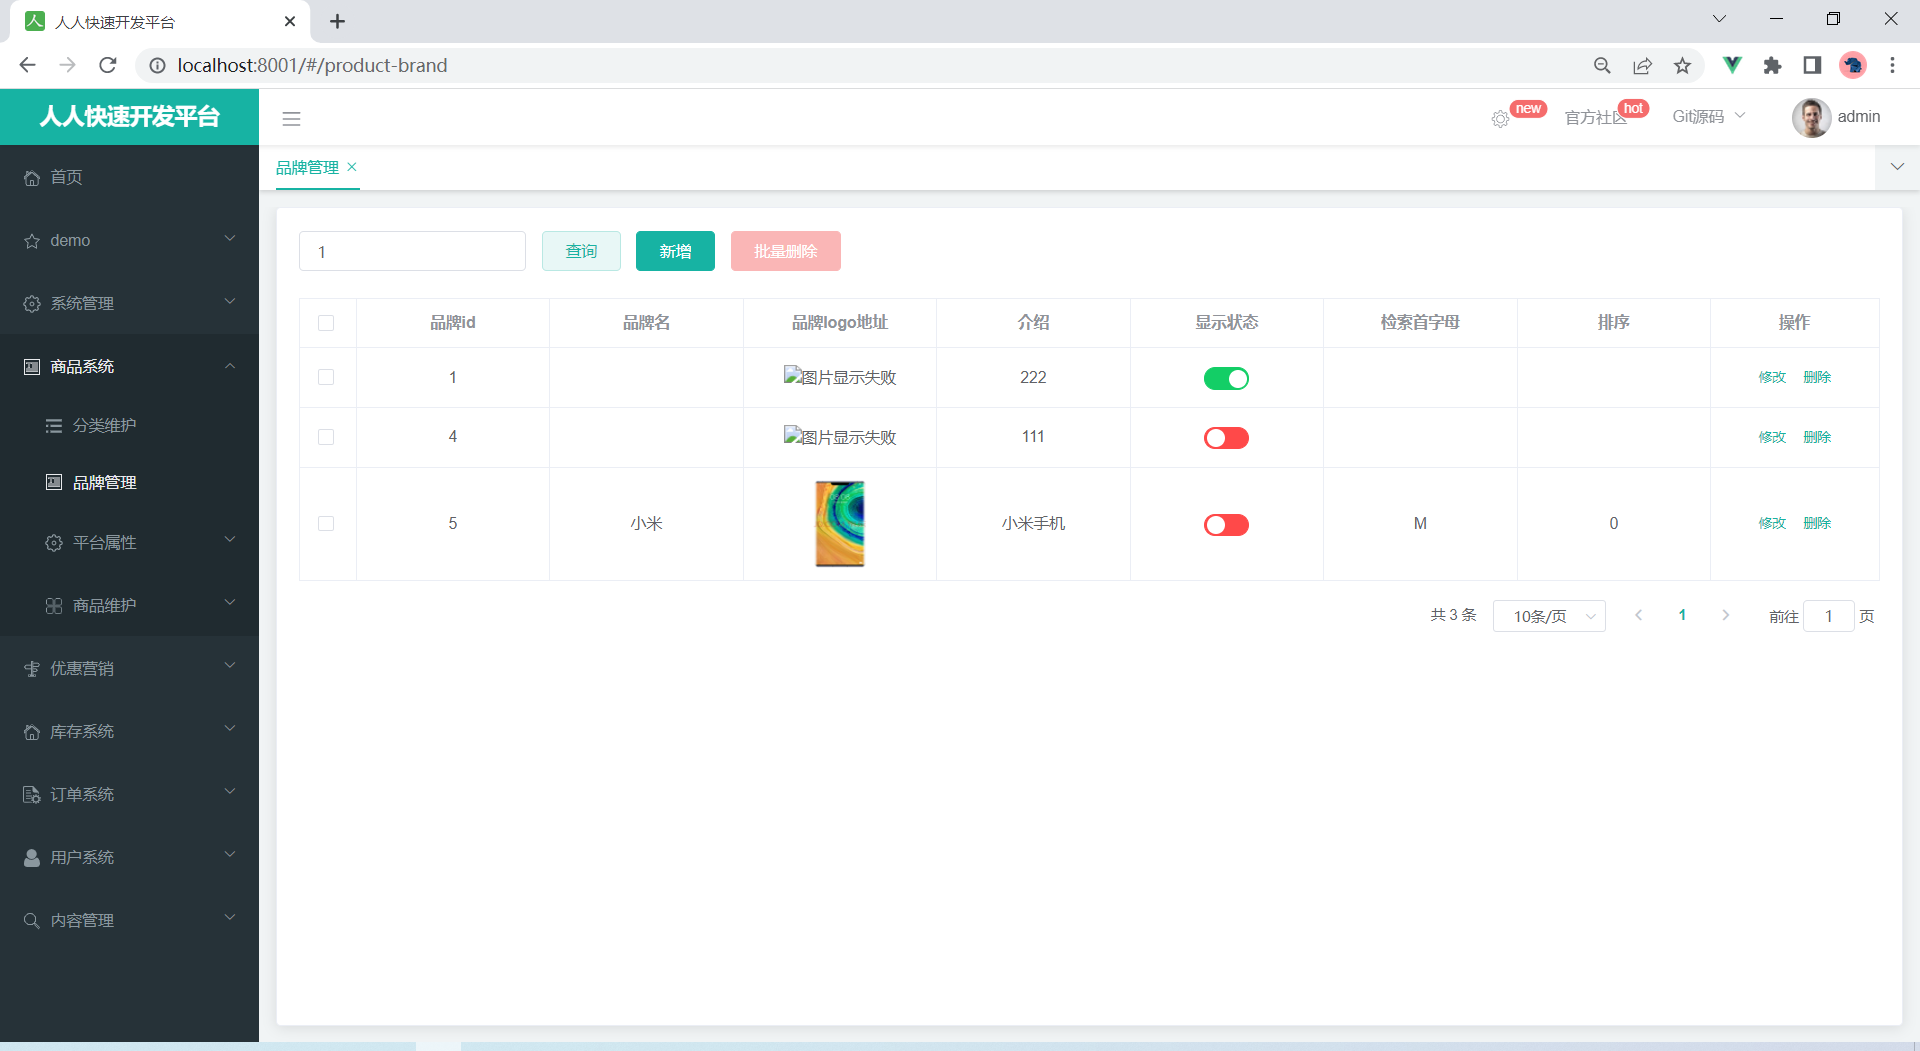 人人快速开发平台
localhost:8001/#/product-brand
人人快速开发平台
new
官方社区
hot
Git源码
admin
品牌管理
首页
demo
系统管理
商品系统
分类维护
品牌管理
平台属性
商品维护
优惠营销
库存系统
订单系统
用户系统
内容管理
1
查询
新增
批量删除
品牌id 品牌名 品牌logo地址 介绍 显示状态 检索首字母 排序 操作
1 图片显示失败 222 修改 删除
4 图片显示失败 111 修改 删除
5 小米 小米手机 M 0 修改 删除
共 3 条 10条/页 1 前往 1 页